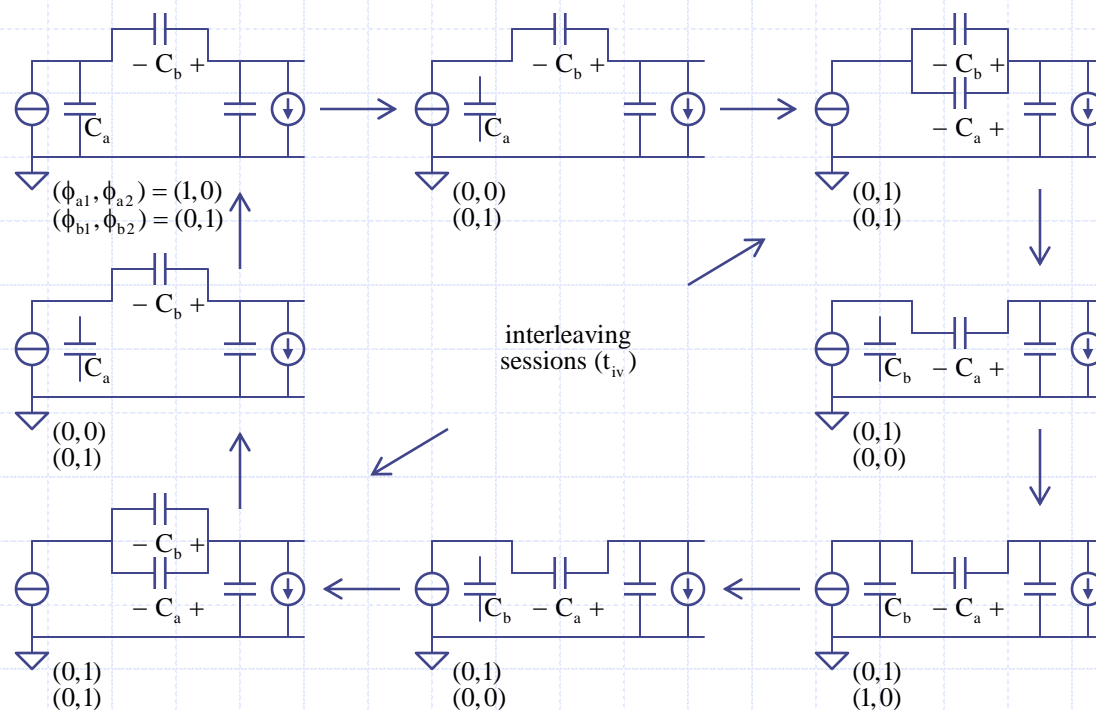 − C_b +
C_a
(ϕ_a1, ϕ_a2) = (1,0)
(ϕ_b1, ϕ_b2) = (0,1)
− C_b +
C_a
(0,0)
(0,1)
− C_b +
− C_a +
(0,1)
(0,1)
− C_b +
C_a
(0,0)
(0,1)
interleaving
sessions (t_iv)
C_b − C_a +
(0,1)
(0,0)
− C_b +
− C_a +
(0,1)
(0,1)
C_b − C_a +
(0,1)
(0,0)
C_b − C_a +
(0,1)
(1,0)